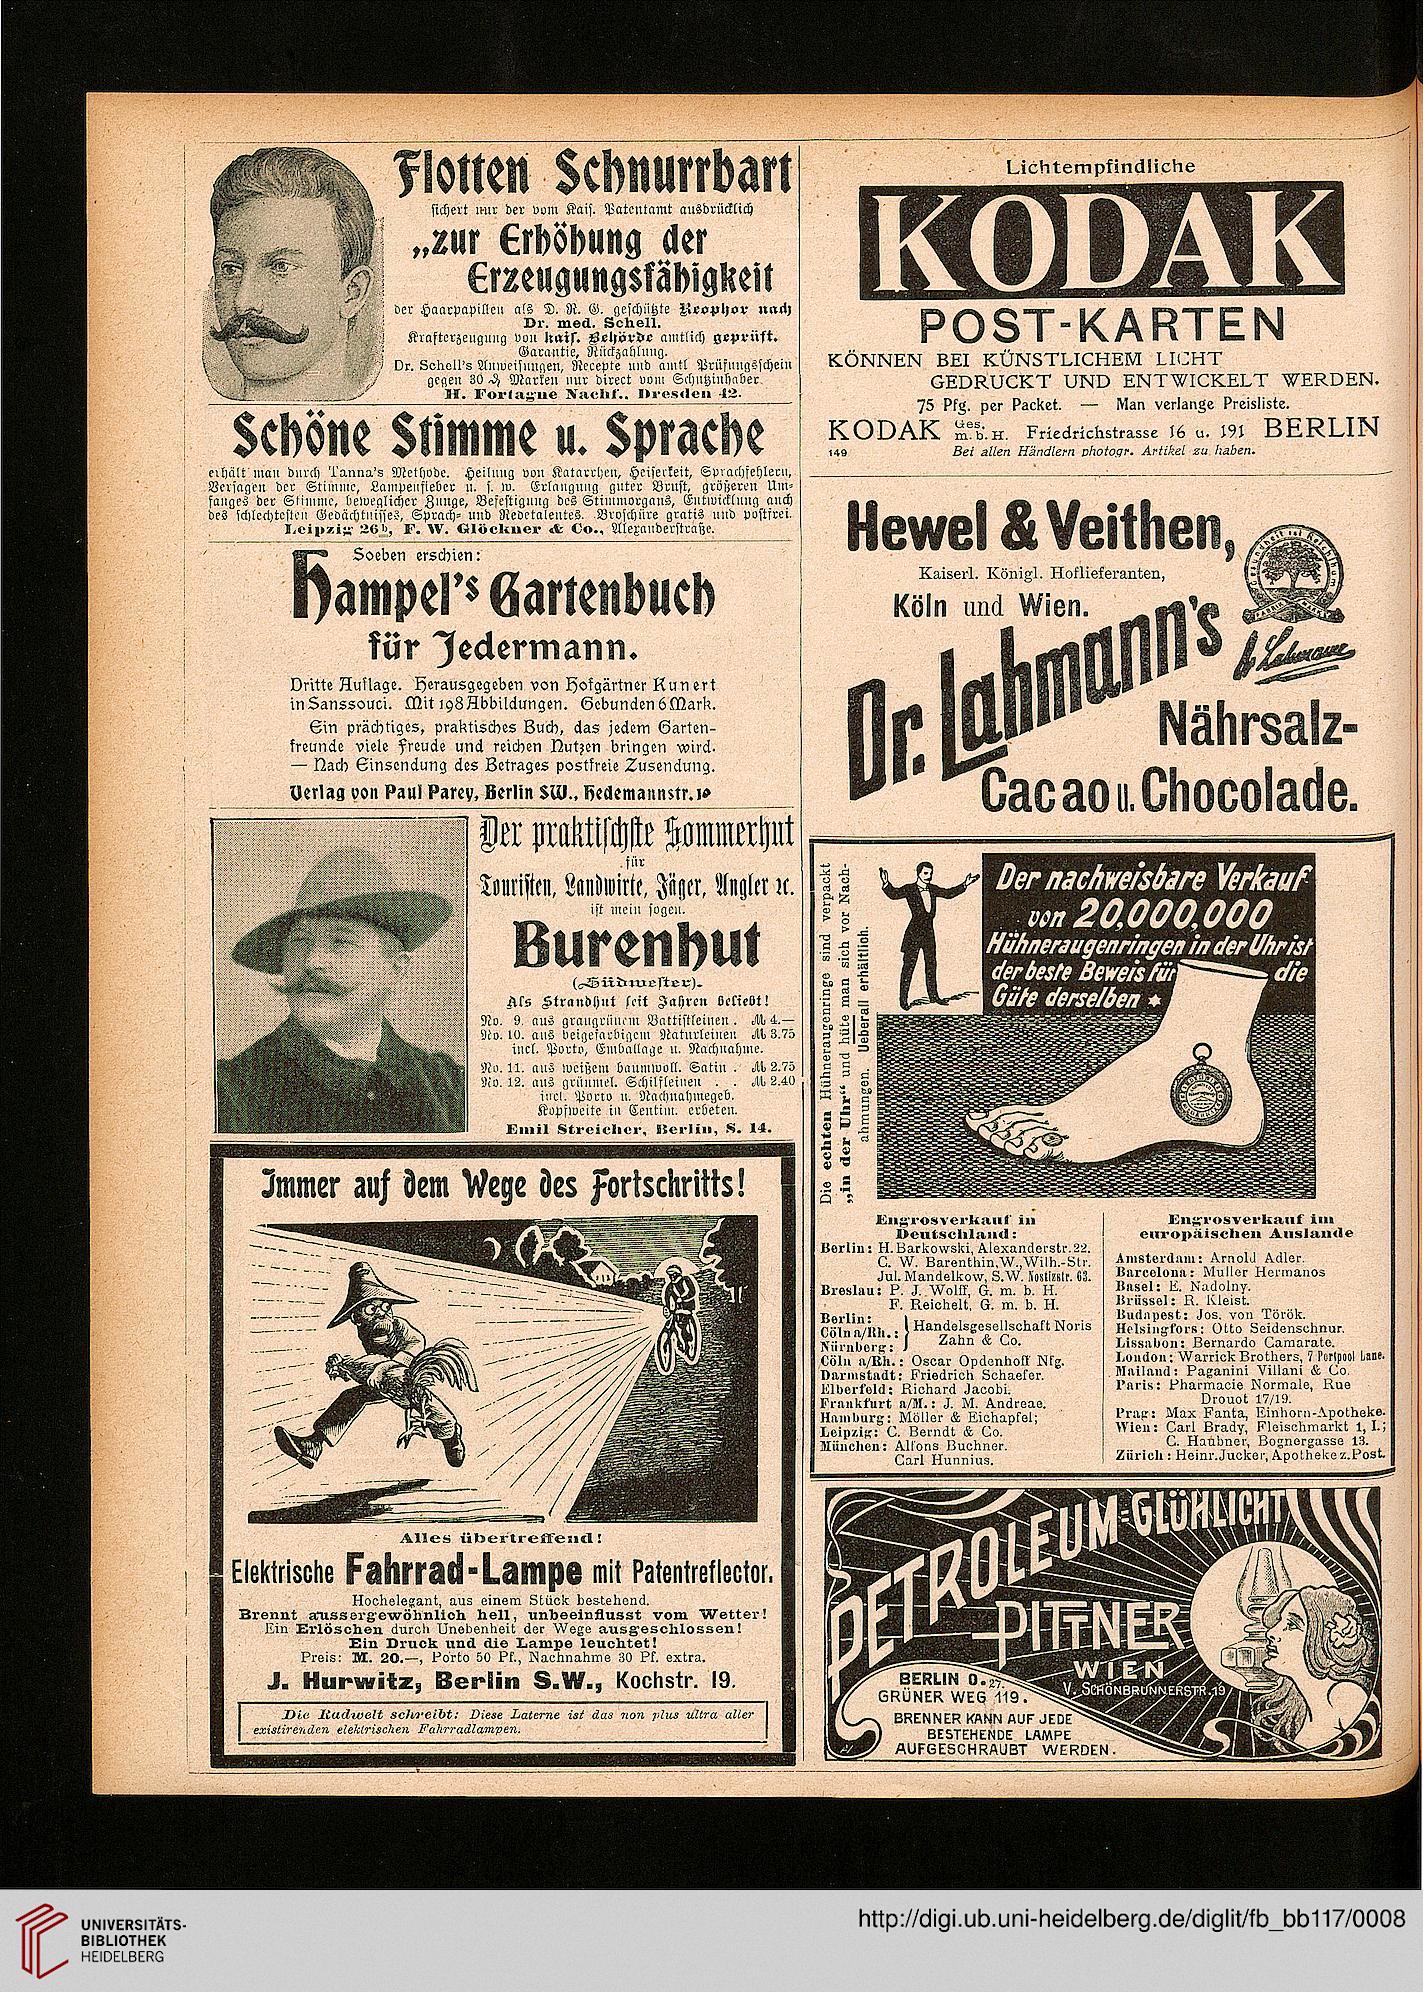 Flotten Schnurrbart
sichert nur der vom Kais. Patentamt ausdrücklich
„zur Erhöhung der
Erzeugungsfähigkeit
der Haarpapillen als D. R. G. geschützte Kreophor nach
Dr. med. Schell.
Krafterzeugung von kais. Behörde amtlich geprüft.
Garantie, Rückzahlung.
Dr. Schell's Anweisungen, Recepte und amtl Prüfungsschein
gegen 30 ₰ Marken nur direct vom Schutzinhaber
H. Fortagne Nachf., Dresden 42.
Schöne Stimme u. Sprache
erhält man durch Tanna's Methode. Heilung von Katarrhen, Heiserkeit, Sprachfehlern,
Versagen der Stimme, Lampenfieber u. s. w. Erlangung guter Brust, größeren Um-
fanges der Stimme, beweglicher Zunge, Befestigung des Stimmorgans, Entwicklung auch
des schlechtesten Gedächtnisses, Sprach- und Redetalentes. Broschüre gratis und postfrei.
Leipzig 26b, F. W. Glöckner & Co., Alexanderstraße.
Soeben erschien:
Hampel's Gartenbuch
für Jedermann.
Dritte Auflage. Herausgegeben von Hofgärtner Kunert
in Sanssouci. Mit 198 Abbildungen. Gebunden 6 Mark.
Ein prächtiges, praktisches Buch, das jedem Garten-
freunde viele Freude und reichen Nutzen bringen wird.
— Nach Einsendung des Betrages postfreie Zusendung.
Verlag von Paul Parey, Berlin SW., Hedemannstr. 10
Der praktischste Sommerhut
für
Touristen, Landwirte, Jäger, Angler ꝛc.
ist mein sogen.
Burenhut
(Südwester).
Als Strandhut seit Jahren beliebt!
No. 9. aus graugrünem Battistleinen . M 4.—
No. 10. aus beigefarbigem Naturleinen M 3.75
incl. Porto, Emballage u. Nachnahme.
No. 11. aus weißem baumwoll. Satin . M 2.75
No. 12. aus grünmel. Schilfleinen . . M 2.40
incl. Porto u. Nachnahmegeb.
Kopfweite in Centim. erbeten.
Emil Streicher, Berlin, S. 14.
Immer auf dem Wege des Fortschritts!
Alles übertreffend!
Elektrische Fahrrad-Lampe mit Patentreflector.
Hochelegant, aus einem Stück bestehend.
Brennt aussergewöhnlich hell, unbeeinflusst vom Wetter!
Ein Erlöschen durch Unebenheit der Wege ausgeschlossen!
Ein Druck und die Lampe leuchtet!
Preis: M. 20.—, Porto 50 Pf., Nachnahme 30 Pf. extra.
J. Hurwitz, Berlin S.W., Kochstr. 19.
Die Radwelt schreibt: Diese Laterne ist das non plus ultra aller
existirenden elektrischen Fahrradlampen.
Lichtempfindliche
KODAK
POST-KARTEN
KÖNNEN BEI KÜNSTLICHEM LICHT
GEDRUCKT UND ENTWICKELT WERDEN.
75 Pfg. per Packet. — Man verlange Preisliste.
KODAK Ges. m. b. H. Friedrichstrasse 16 u. 191 BERLIN
149 Bei allen Händlern photogr. Artikel zu haben.
Hewel & Veithen,
Kaiserl. Königl. Hoflieferanten,
Köln und Wien.
Gesundheit ist Reichthum
Dr. Lahmann's
Nährsalz-
Cacao u. Chocolade.
Die echten Hühneraugenringe sind verpackt
„in der Uhr“ und hüte man sich vor Nach-
ahmungen. Ueberall erhältlich.
Der nachweisbare Verkauf
von 20,000,000
Hühneraugenringen in der Uhr ist
der beste Beweis für die
Güte derselben
Engrosverkauf in
Deutschland:
Berlin: H. Barkowski, Alexanderstr. 22.
C. W. Barenthin, W., Wilh.-Str.
Jul. Mandelkow, S.W. Nostizstr. 63.
Breslau: P. J. Wolff, G. m. b. H.
F. Reichelt, G. m. b. H.
Berlin:
Cöln a/Rh.: } Handelsgesellschaft Noris
Nürnberg: Zahn & Co.
Cöln a/Rh.: Oscar Opdenhoff Nfg.
Darmstadt: Friedrich Schaefer.
Elberfeld: Richard Jacobi.
Frankfurt a/M.: J. M. Andreae.
Hamburg: Möller & Eichapfel;
Leipzig: C. Berndt & Co.
München: Alfons Buchner.
Carl Hunnius.
Engrosverkauf im
europäischen Auslande
Amsterdam: Arnold Adler.
Barcelona: Muller Hermanos
Basel: E. Nadolny.
Brüssel: R. Kleist.
Budapest: Jos. von Török.
Helsingfors: Otto Seidenschnur.
Lissabon: Bernardo Camarate.
London: Warrick Brothers, 7 Portpool Lane.
Mailand: Paganini Villani & Co.
Paris: Pharmacie Normale, Rue
Drouot 17/19.
Prag: Max Fanta, Einhorn-Apotheke.
Wien: Carl Brady, Fleischmarkt 1, I.;
C. Haubner, Bognergasse 13.
Zürich: Heinr. Jucker, Apotheke z. Post.
PETROLEUM-GLÜHLICHT
PITTNER
WIEN
V. SCHÖNBRUNNERSTR. 19
BERLIN O. 27.
GRÜNER WEG 119.
BRENNER KANN AUF JEDE
BESTEHENDE LAMPE
AUFGESCHRAUBT WERDEN.
UNIVERSITÄTS-
BIBLIOTHEK
HEIDELBERG
http://digi.ub.uni-heidelberg.de/diglit/fb_bb117/0008